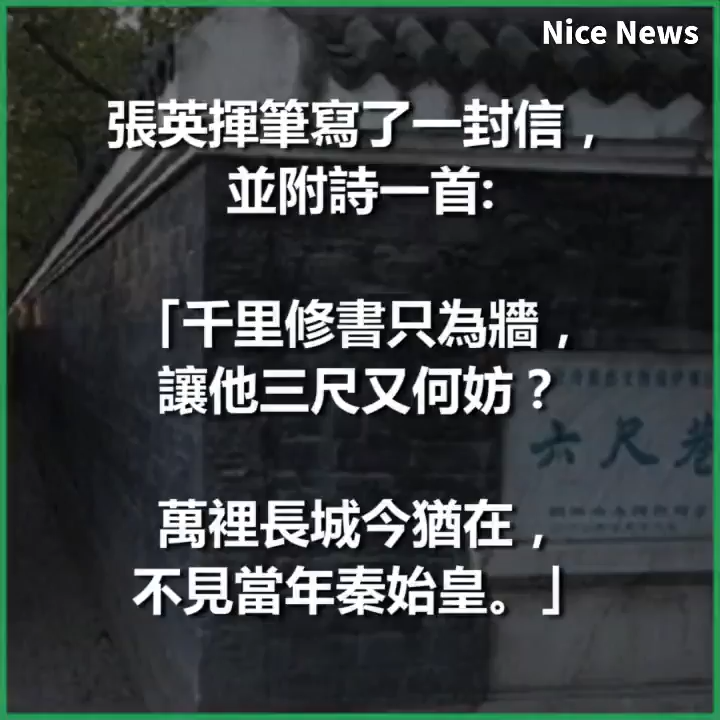 Nice News
張英揮筆寫了一封信，
並附詩一首:
「千里修書只為牆，
讓他三尺又何妨？
萬裡長城今猶在，
不見當年秦始皇。」
六尺巷